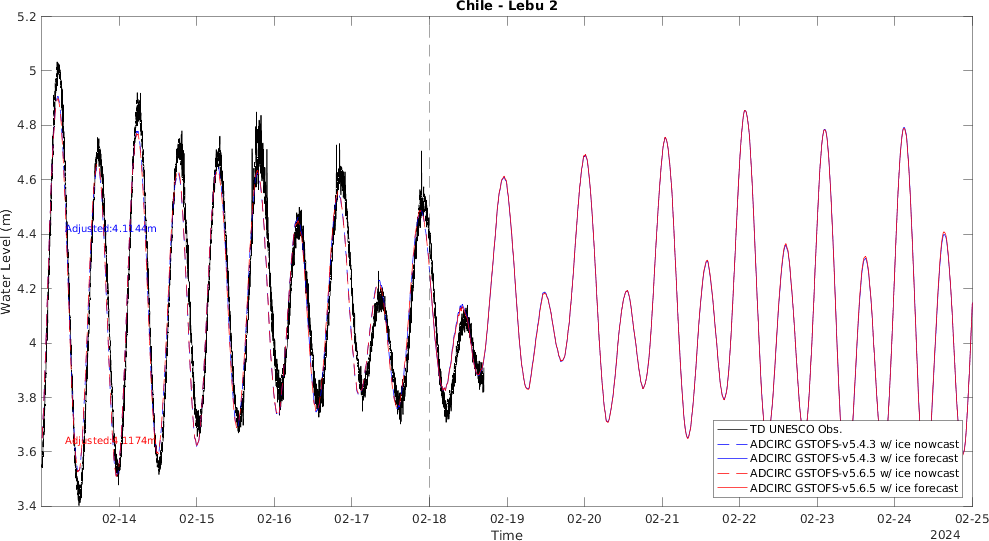 Chile - Lebu 2
5.2
5
4.8
4.6
4.4
4.2
4
3.8
3.6
3.4
Water Level (m)
Adjusted:4.1144m
Adjusted:4.1174m
TD UNESCO Obs.
ADCIRC GSTOFS-v5.4.3 w/ ice nowcast
ADCIRC GSTOFS-v5.4.3 w/ ice forecast
ADCIRC GSTOFS-v5.6.5 w/ ice nowcast
ADCIRC GSTOFS-v5.6.5 w/ ice forecast
02-14 02-15 02-16 02-17 02-18 02-19 02-20 02-21 02-22 02-23 02-24 02-25
Time
2024